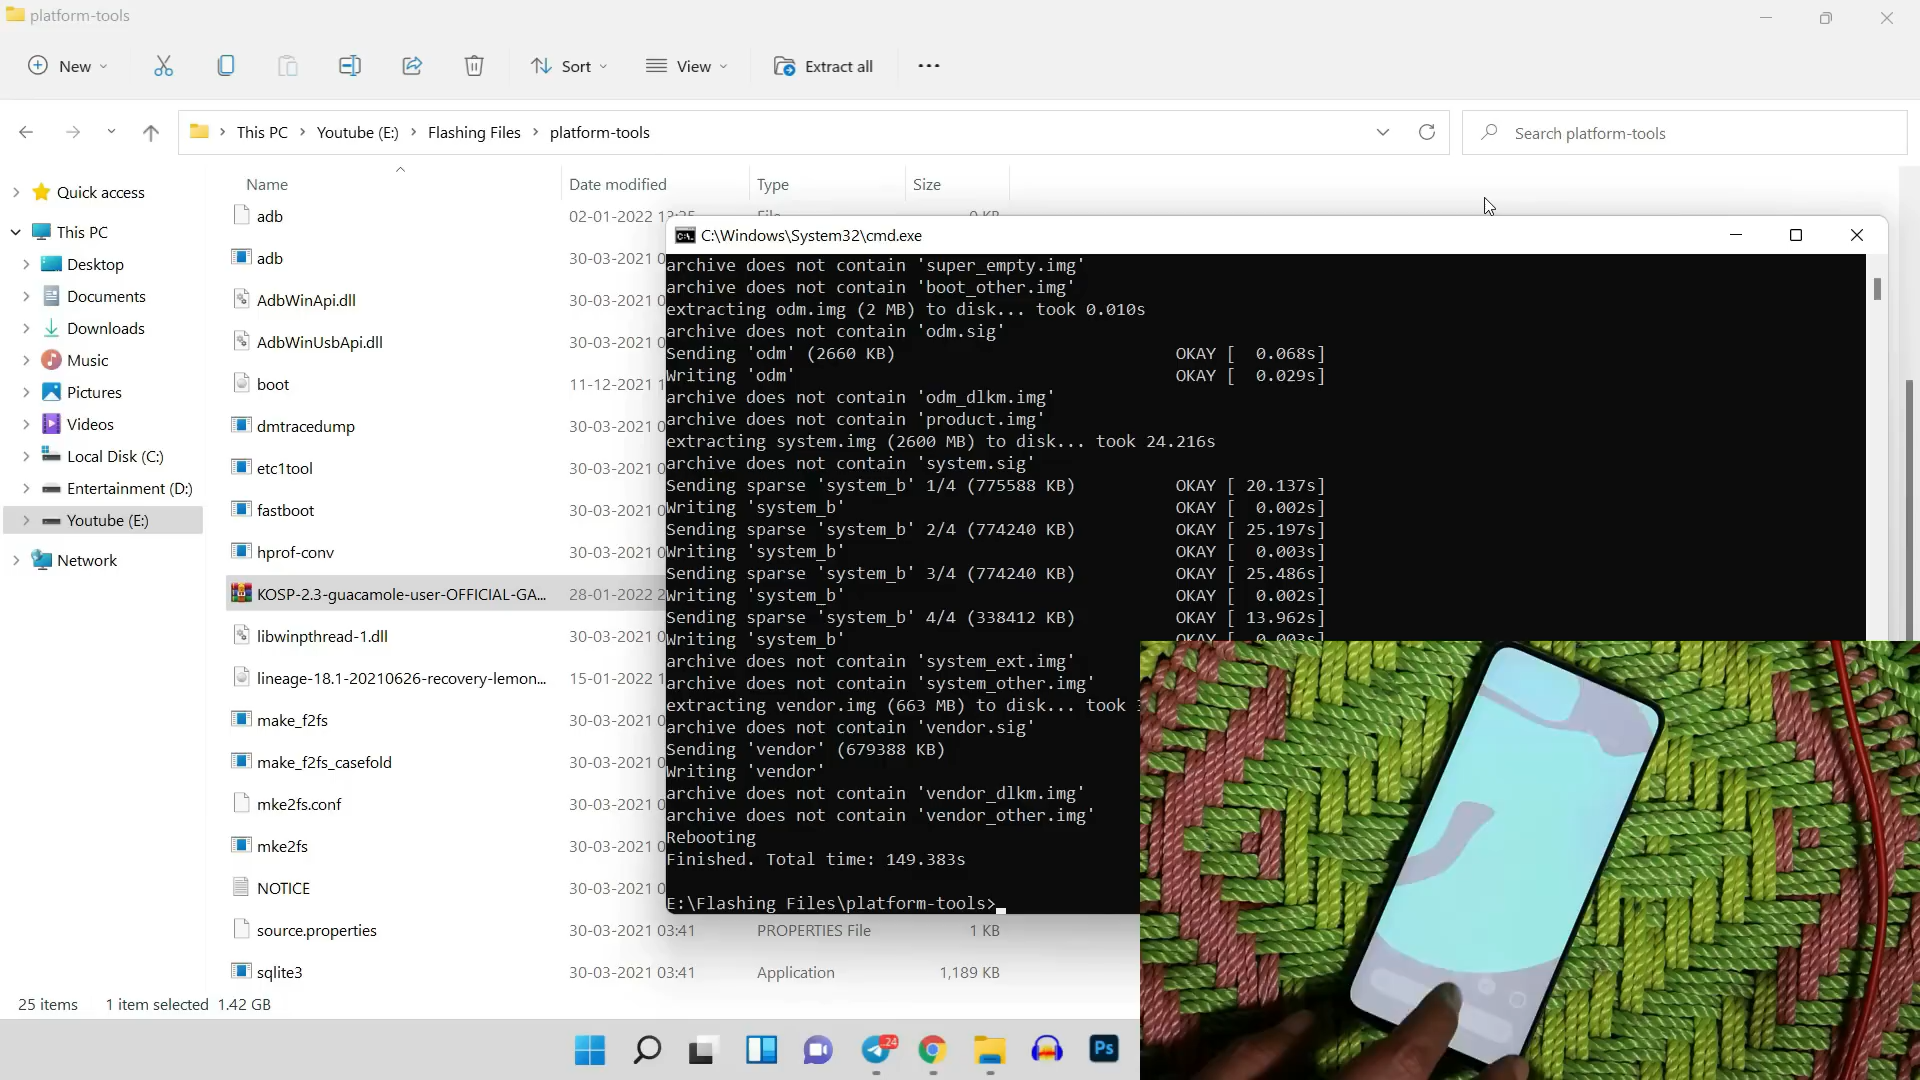 platform-tools
New
Sort
View
Extract all
This PC
Youtube (E:)
Flashing Files
platform-tools
Search platform-tools
Quick access
This PC
Desktop
Documents
Downloads
Music
Pictures
Videos
Local Disk (C:)
Entertainment (D:)
Youtube (E:)
Network
Name
Date modified
Type
Size
adb
02-01-2022
adb
30-03-2021
AdbWinApi.dll
30-03-2021
AdbWinUsbApi.dll
30-03-2021
boot
11-12-2021
dmtracedump
30-03-2021
etc1tool
30-03-2021
fastboot
30-03-2021
hprof-conv
30-03-2021
KOSP-2.3-guacamole-user-OFFICIAL-GA...
28-01-2022
libwinpthread-1.dll
30-03-2021
lineage-18.1-20210626-recovery-lemon...
15-01-2022
make_f2fs
30-03-2021
make_f2fs_casefold
30-03-2021
mke2fs.conf
30-03-2021
mke2fs
30-03-2021
NOTICE
30-03-2021
source.properties
30-03-2021 03:41
PROPERTIES File
1 KB
sqlite3
30-03-2021 03:41
Application
1,189 KB
25 items
1 item selected 1.42 GB
C:\Windows\System32\cmd.exe
archive does not contain 'super_empty.img'
archive does not contain 'boot_other.img'
extracting odm.img (2 MB) to disk... took 0.010s
archive does not contain 'odm.sig'
Sending 'odm' (2660 KB) OKAY [ 0.068s]
Writing 'odm' OKAY [ 0.029s]
archive does not contain 'odm_dlkm.img'
archive does not contain 'product.img'
extracting system.img (2600 MB) to disk... took 24.216s
archive does not contain 'system.sig'
Sending sparse 'system_b' 1/4 (775588 KB) OKAY [ 20.137s]
Writing 'system_b' OKAY [ 0.002s]
Sending sparse 'system_b' 2/4 (774240 KB) OKAY [ 25.197s]
Writing 'system_b' OKAY [ 0.003s]
Sending sparse 'system_b' 3/4 (774240 KB) OKAY [ 25.486s]
Writing 'system_b' OKAY [ 0.002s]
Sending sparse 'system_b' 4/4 (338412 KB) OKAY [ 13.962s]
Writing 'system_b' OKAY [ 0.003s]
archive does not contain 'system_ext.img'
archive does not contain 'system_other.img'
extracting vendor.img (663 MB) to disk... took
archive does not contain 'vendor.sig'
Sending 'vendor' (679388 KB)
Writing 'vendor'
archive does not contain 'vendor_dlkm.img'
archive does not contain 'vendor_other.img'
Rebooting
Finished. Total time: 149.383s
E:\Flashing Files\platform-tools>
24
Ps